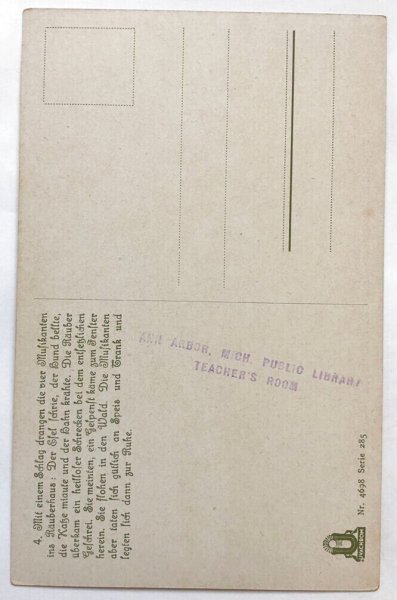 4. Mit einem Schlag drangen die vier Musikanten
ins Räuberhaus: Der Esel schrie, der Hund bellte,
die Katze miaute und der Hahn krähte. Die Räuber
überkam ein heilloser Schrecken bei dem entsetzlichen
Geschrei. Sie meinten, ein Gespenst käme zum Fenster
herein. Sie flohen in den Wald. Die Musikanten
aber taten sich gütlich an Speis und Trank und
legten sich dann zur Ruhe.
ANN ARBOR, MICH. PUBLIC LIBRARY
TEACHER'S ROOM
Nr. 4698 Serie 285